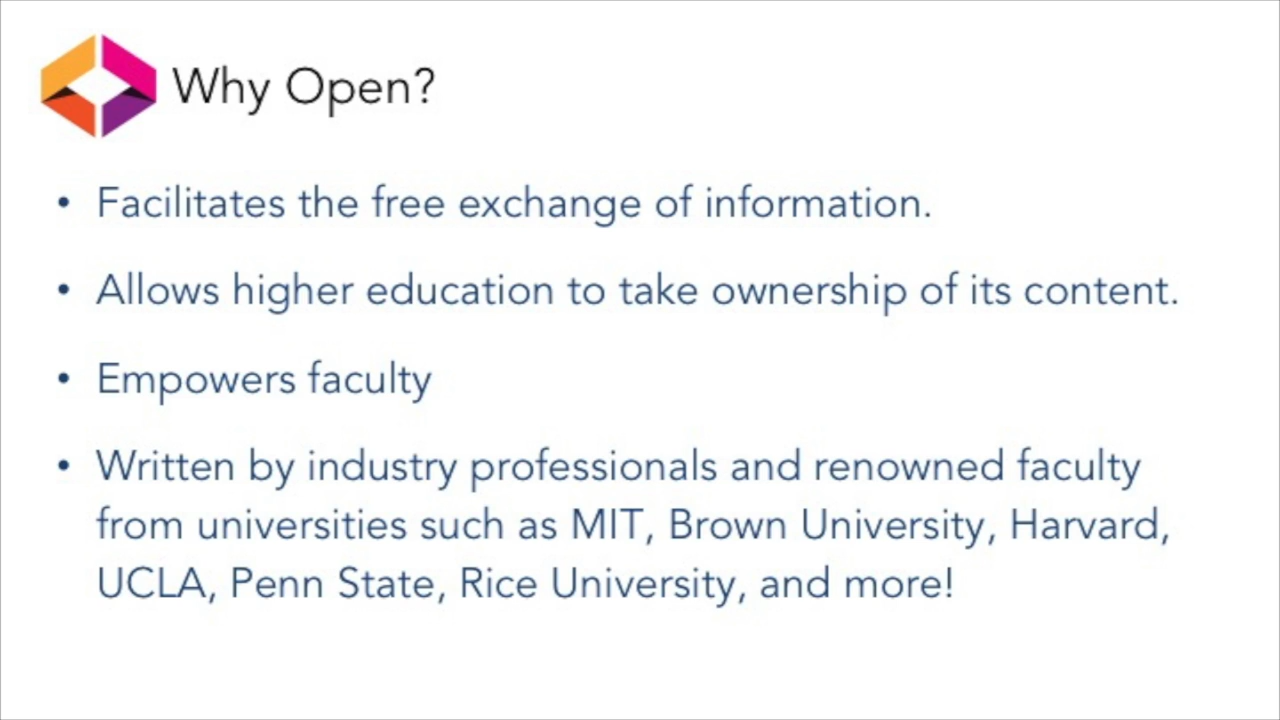 Why Open?
• Facilitates the free exchange of information.
• Allows higher education to take ownership of its content.
• Empowers faculty
• Written by industry professionals and renowned faculty
from universities such as MIT, Brown University, Harvard,
UCLA, Penn State, Rice University, and more!